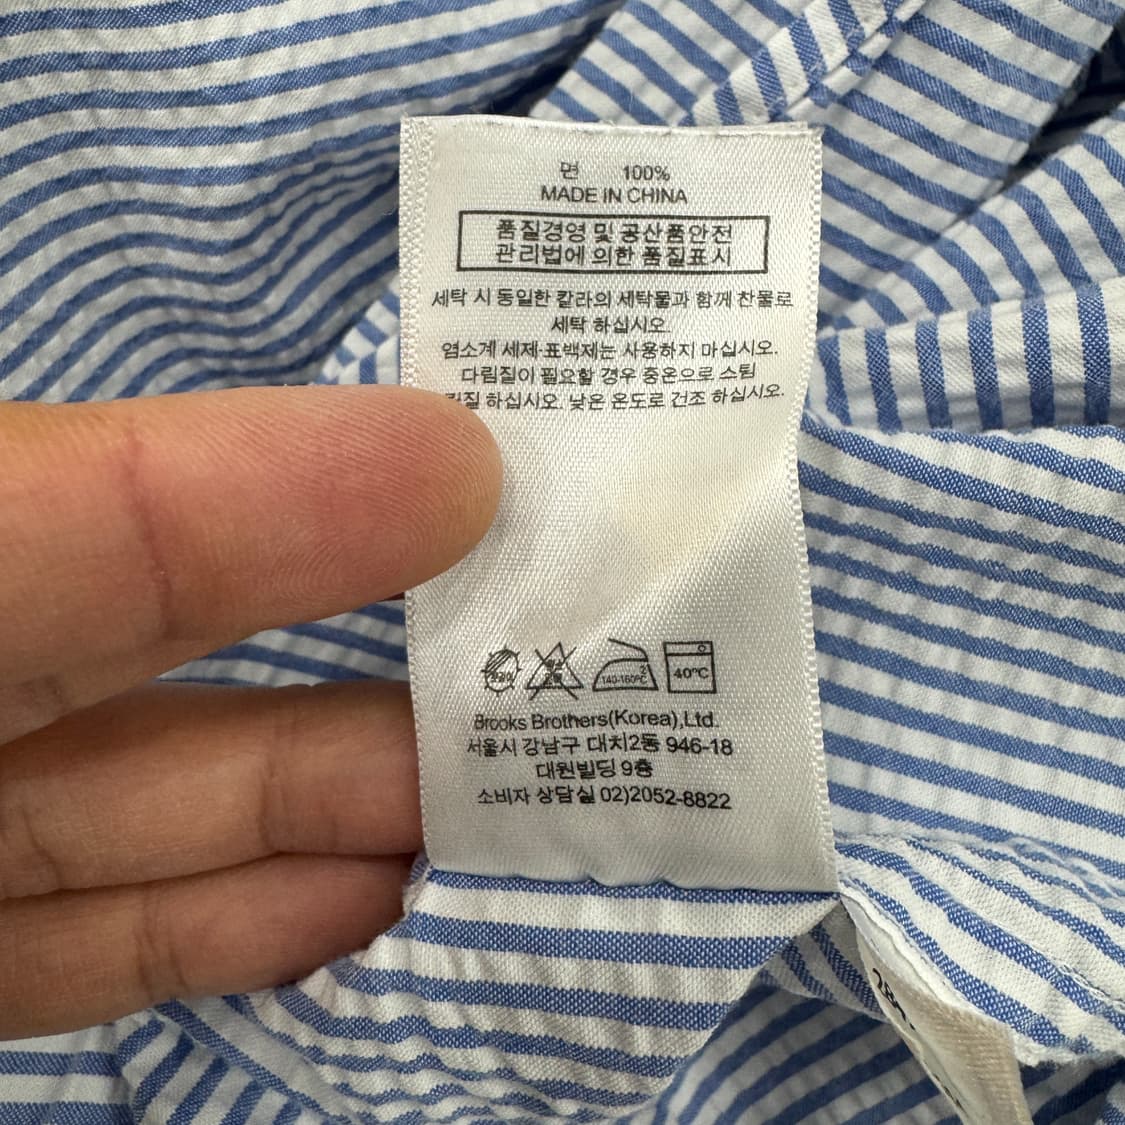 면 100%
MADE IN CHINA
품질경영 및 공산품안전
관리법에 의한 품질표시
세탁 시 동일한 칼라의 세탁물과 함께 찬물로
세탁 하십시오.
염소계 세제·표백제는 사용하지 마십시오.
다림질이 필요할 경우 중온으로 스팀
하십시오. 낮은 온도로 건조 하십시오.
140-160℃ 40℃
Brooks Brothers(Korea),Ltd.
서울시 강남구 대치2동 946-18
대원빌딩 9층
소비자 상담실 02)2052-8822